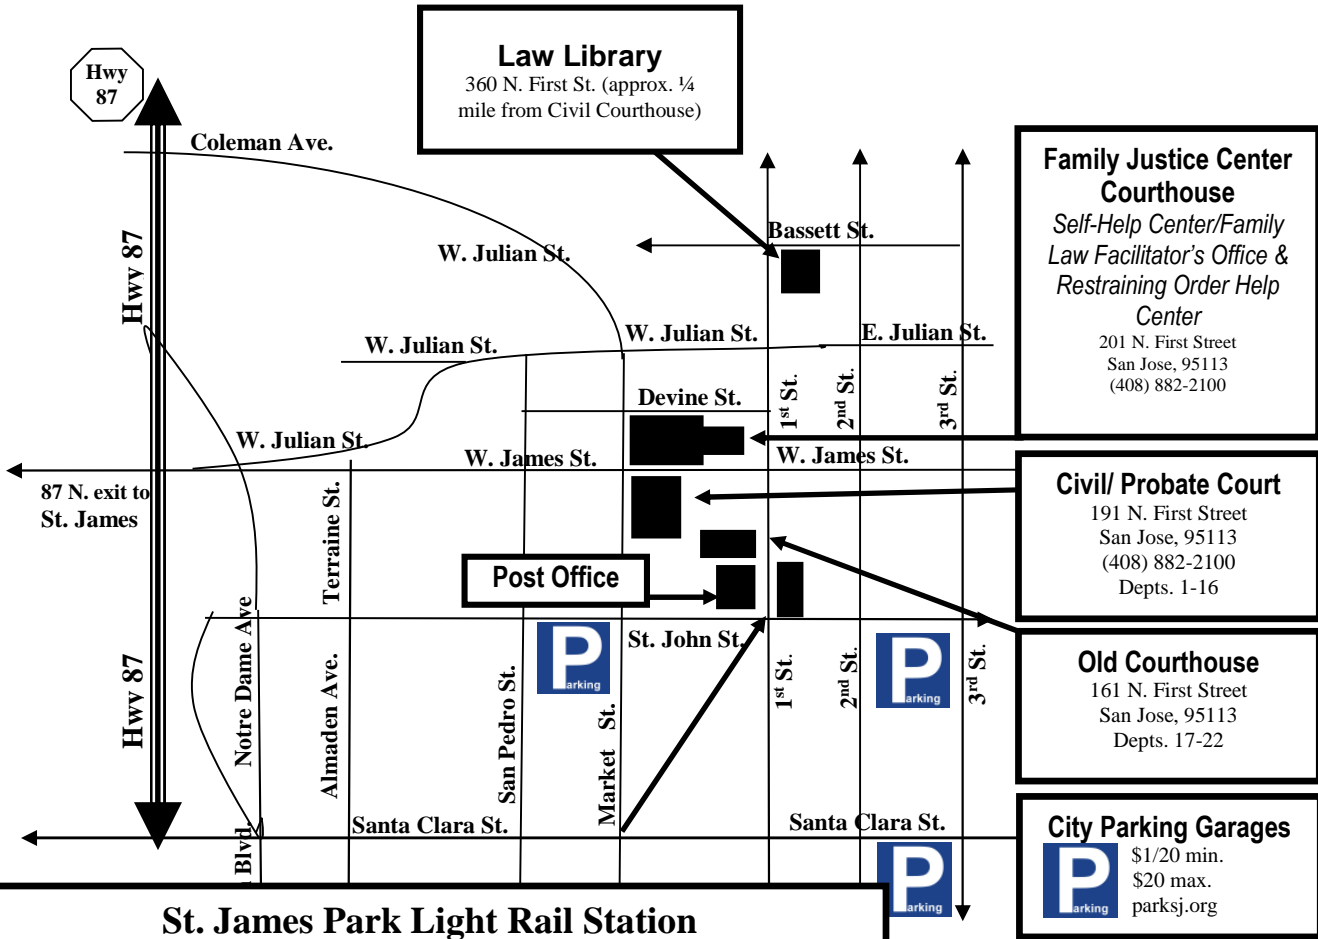 Law Library
360 N. First St. (approx. ¼
mile from Civil Courthouse)
Hwy
87
Coleman Ave.
Family Justice Center
Courthouse
Self-Help Center/Family
Law Facilitator's Office &
Restraining Order Help
Center
201 N. First Street
San Jose, 95113
(408) 882-2100
Bassett St.
W. Julian St.
Hwy 87
W. Julian St.
E. Julian St.
W. Julian St.
1st St.
2nd St.
3rd St.
Devine St.
W. Julian St.
W. James St.
W. James St.
87 N. exit to
St. James
Civil/ Probate Court
191 N. First Street
San Jose, 95113
(408) 882-2100
Depts. 1-16
Terraine St.
Post Office
Notre Dame Ave
St. John St.
Parking
Parking
Hwy 87
Almaden Ave.
San Pedro St.
Market St.
1st St.
2nd St.
3rd St.
Old Courthouse
161 N. First Street
San Jose, 95113
Depts. 17-22
Santa Clara St.
Santa Clara St.
Blvd.
Parking
City Parking Garages
Parking
$1/20 min.
$20 max.
parksj.org
St. James Park Light Rail Station